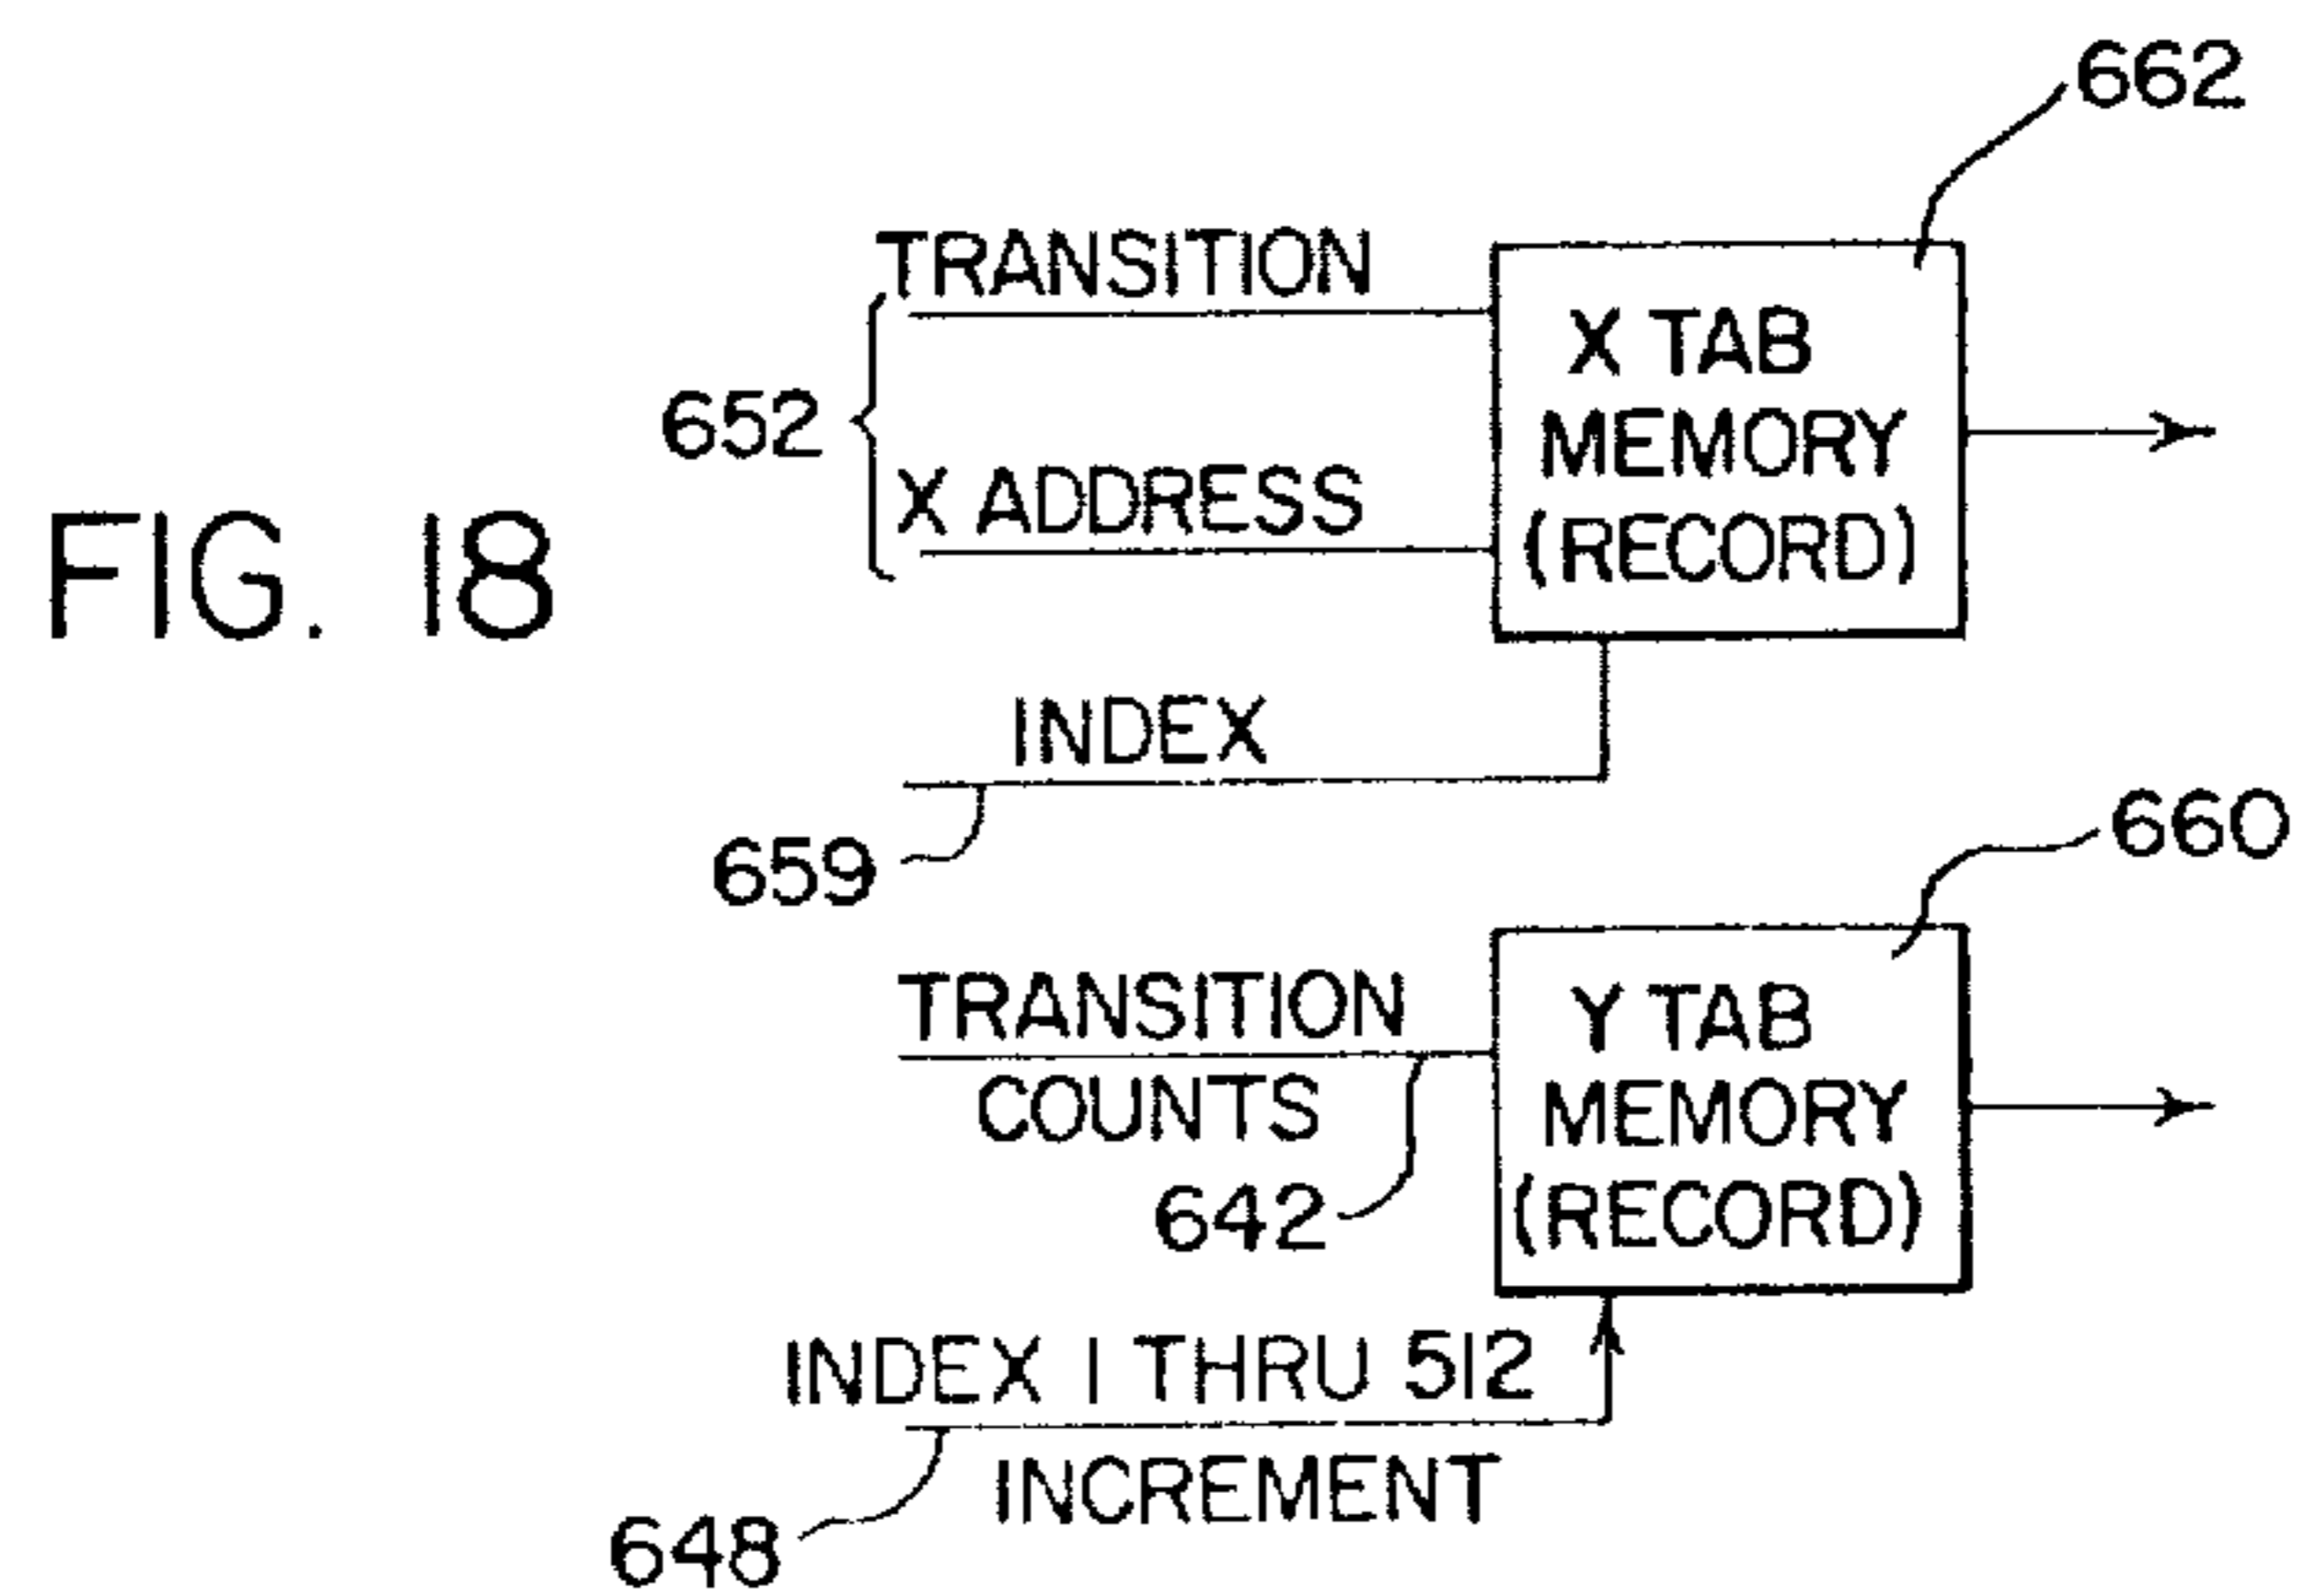 662
TRANSITION
X TAB
MEMORY
(RECORD)
652
X ADDRESS
FIG. 18
INDEX
659
660
TRANSITION
COUNTS
Y TAB
MEMORY
(RECORD)
642
INDEX 1 THRU 512
INCREMENT
648